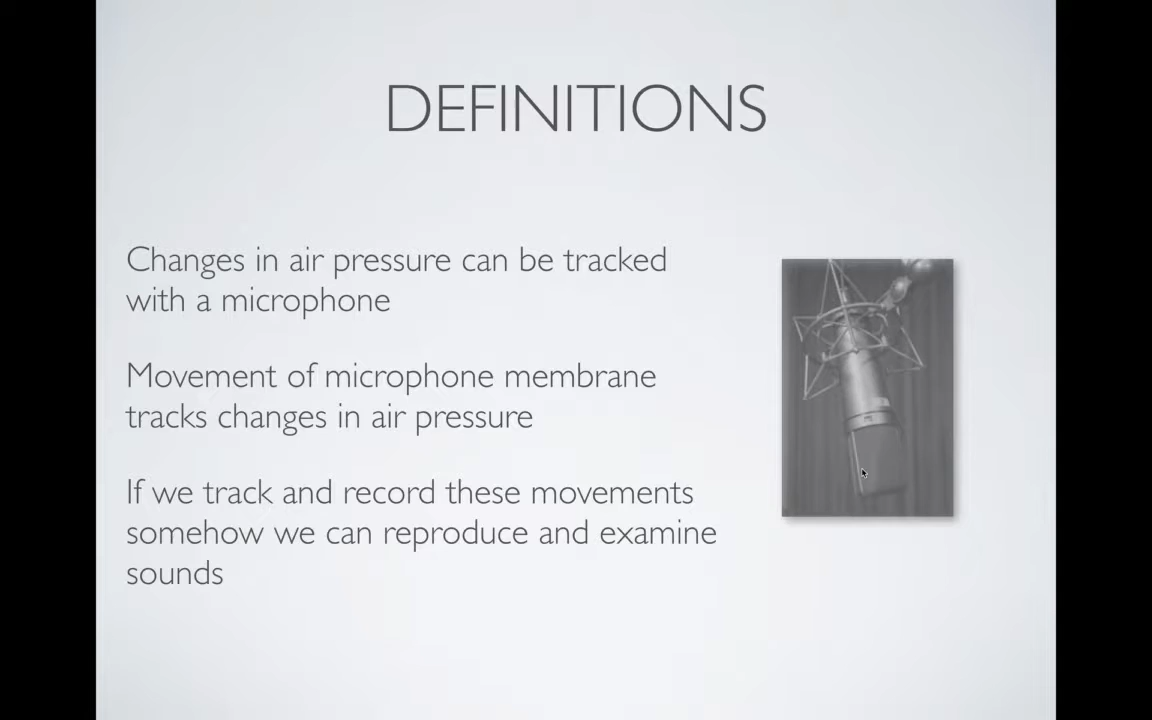 DEFINITIONS
Changes in air pressure can be tracked
with a microphone
Movement of microphone membrane
tracks changes in air pressure
If we track and record these movements
somehow we can reproduce and examine
sounds